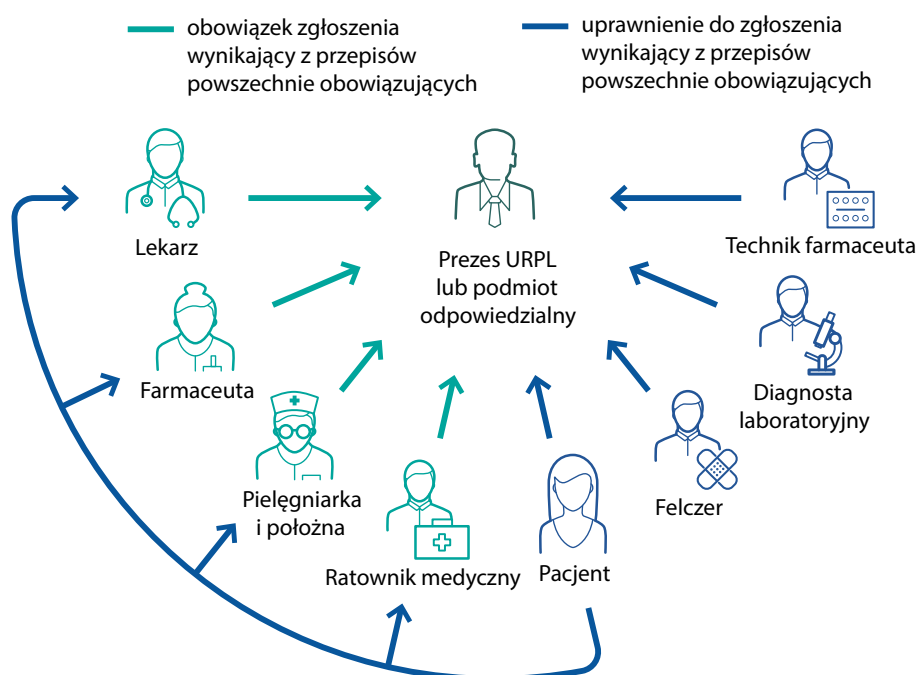 obowiązek zgłoszenia
wynikający z przepisów
powszechnie obowiązujących
uprawnienie do zgłoszenia
wynikający z przepisów
powszechnie obowiązujących
Lekarz
Prezes URPL
lub podmiot
odpowiedzialny
Technik farmaceuta
Farmaceuta
Diagnosta
laboratoryjny
Pielęgniarka
i położna
Felczer
Ratownik medyczny
Pacjent